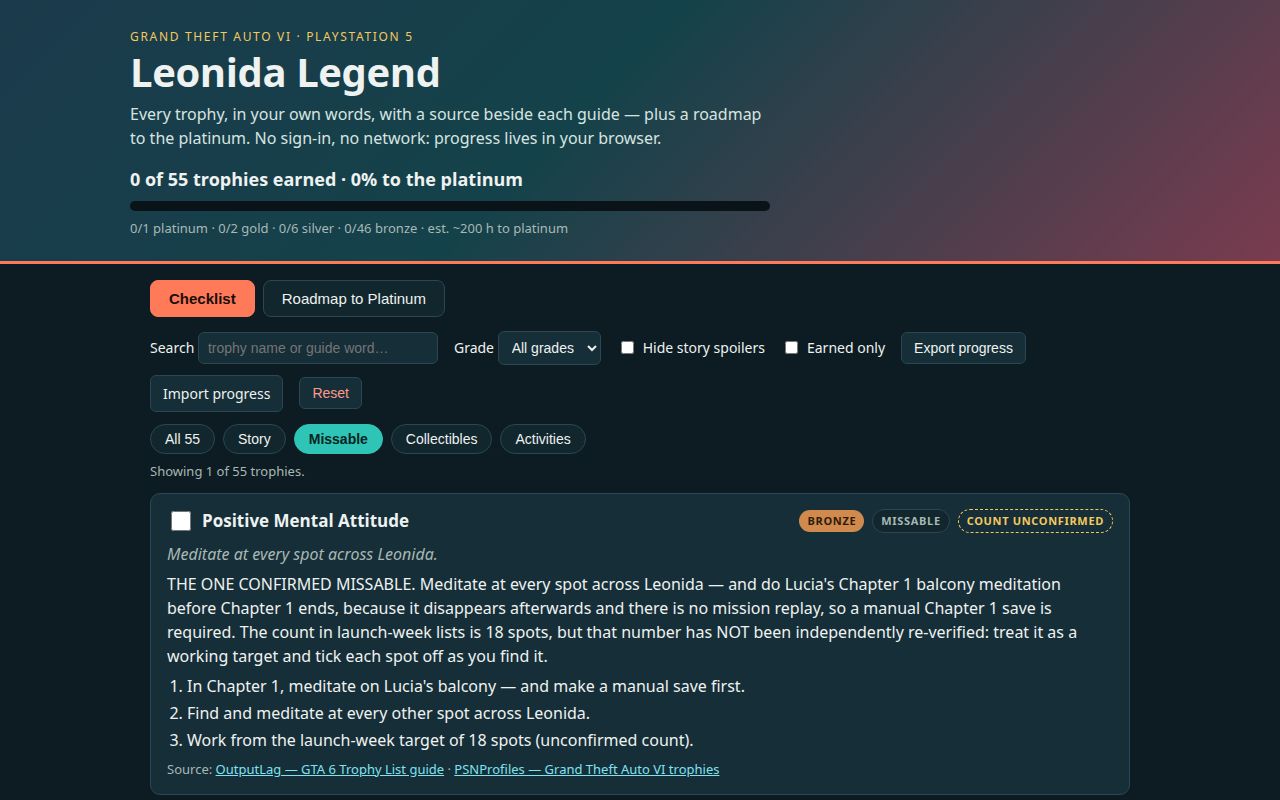 GRAND THEFT AUTO VI · PLAYSTATION 5
Leonida Legend
Every trophy, in your own words, with a source beside each guide — plus a roadmap
to the platinum. No sign-in, no network: progress lives in your browser.
0 of 55 trophies earned · 0% to the platinum
0/1 platinum · 0/2 gold · 0/6 silver · 0/46 bronze · est. ~200 h to platinum
Checklist Roadmap to Platinum
Search trophy name or guide word… Grade All grades Hide story spoilers Earned only Export progress
Import progress Reset
All 55 Story Missable Collectibles Activities
Showing 1 of 55 trophies.
Positive Mental Attitude BRONZE MISSABLE COUNT UNCONFIRMED
Meditate at every spot across Leonida.
THE ONE CONFIRMED MISSABLE. Meditate at every spot across Leonida — and do Lucia's Chapter 1 balcony meditation
before Chapter 1 ends, because it disappears afterwards and there is no mission replay, so a manual Chapter 1 save is
required. The count in launch-week lists is 18 spots, but that number has NOT been independently re-verified: treat it as a
working target and tick each spot off as you find it.
1. In Chapter 1, meditate on Lucia's balcony — and make a manual save first.
2. Find and meditate at every other spot across Leonida.
3. Work from the launch-week target of 18 spots (unconfirmed count).
Source: OutputLag — GTA 6 Trophy List guide · PSNProfiles — Grand Theft Auto VI trophies